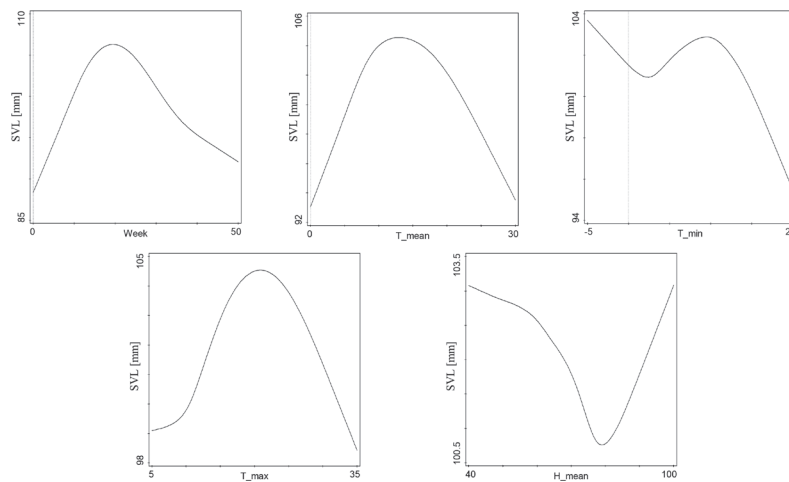 110
SVL [mm]
85
0
Week
50
106
SVL [mm]
92
0
T_mean
30
104
SVL [mm]
94
-5
T_min
2
105
SVL [mm]
98
5
T_max
35
103.5
SVL [mm]
100.5
40
H_mean
100